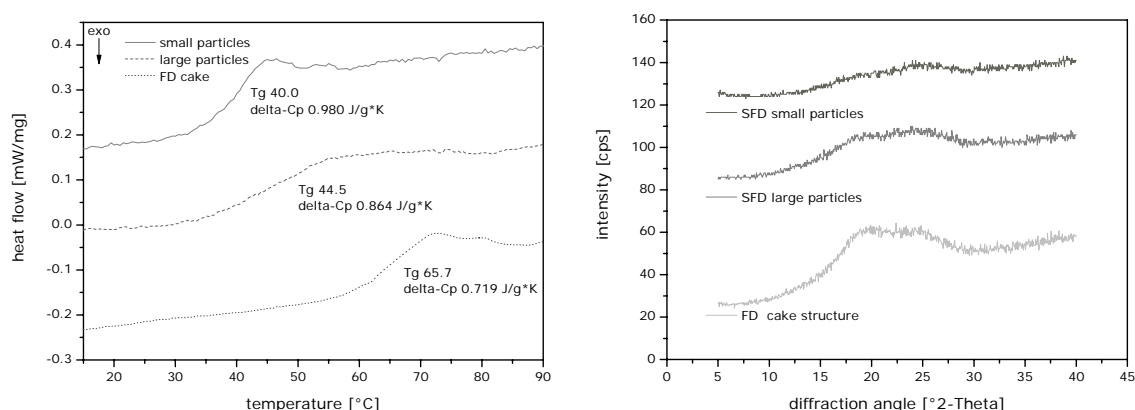 exo
small particles
large particles
FD cake
Tg 40.0
delta-Cp 0.980 J/g*K
Tg 44.5
delta-Cp 0.864 J/g*K
Tg 65.7
delta-Cp 0.719 J/g*K
0.4
0.3
0.2
0.1
0.0
-0.1
-0.2
-0.3
20 30 40 50 60 70 80 90
heat flow [mW/mg]
temperature [°C]
160
140
120
100
80
60
40
20
0
SFD small particles
SFD large particles
FD cake structure
0 5 10 15 20 25 30 35 40 45
intensity [cps]
diffraction angle [°2-Theta]